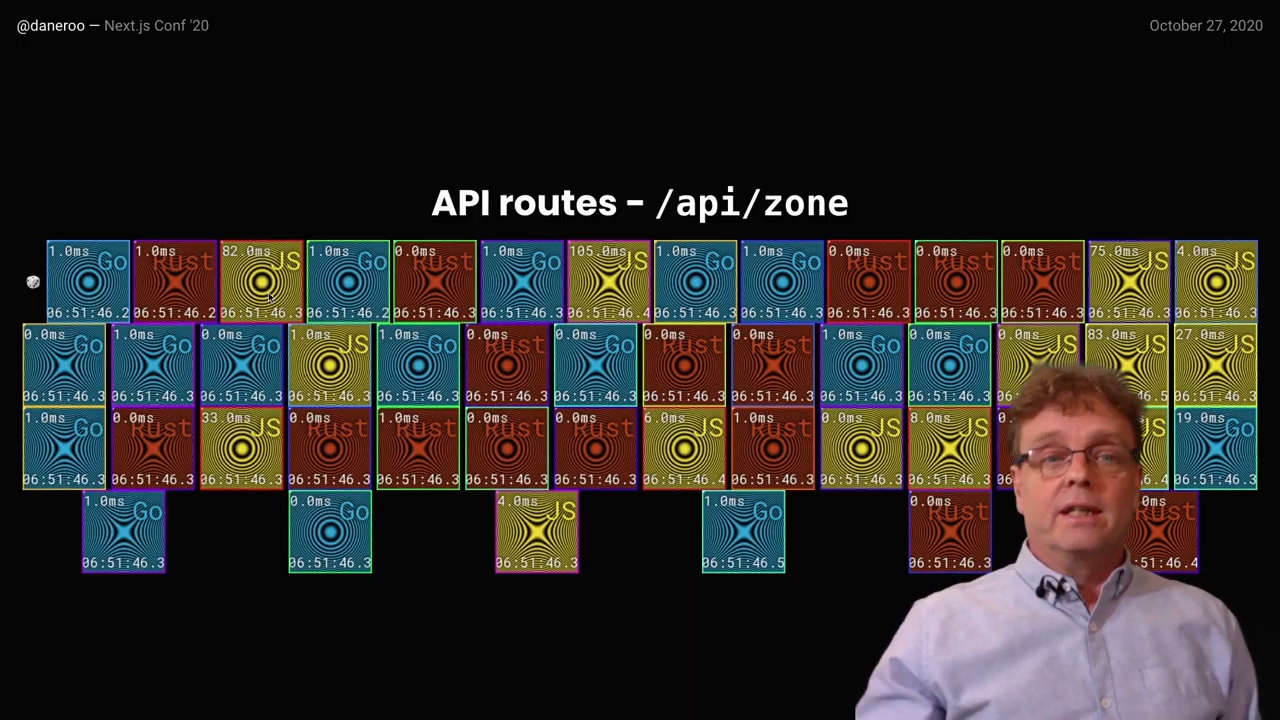 @daneroo — Next.js Conf '20
October 27, 2020
API routes - /api/zone
1.0ms 1.0ms 82.0ms 1.0ms 0.0ms 1.0ms 105.0ms 1.0ms 1.0ms 0.0ms 0.0ms 0.0ms 75.0ms 4.0ms
Go Rust JS Go Rust Go JS Go Go Rust Rust Rust JS JS
06:51:46.2 06:51:46.2 06:51:46.3 06:51:46.2 06:51:46.3 06:51:46.3 06:51:46.4 06:51:46.3 06:51:46.3 06:51:46.3 06:51:46.3 06:51:46.3 06:51:46.4 06:51:46.3
0.0ms 1.0ms 0.0ms 1.0ms 1.0ms 0.0ms 0.0ms 0.0ms 0.0ms 1.0ms 0.0ms 0.0ms 83.0ms 27.0ms
Go Go Go JS Go Rust Go Rust Rust Go Go JS JS JS
06:51:46.3 06:51:46.3 06:51:46.3 06:51:46.3 06:51:46.3 06:51:46.3 06:51:46.3 06:51:46.4 06:51:46.3 06:51:46.3 06:51:46.3 06:51:46.3
1.0ms 0.0ms 33.0ms 0.0ms 1.0ms 0.0ms 0.0ms 6.0ms 1.0ms 0.0ms 8.0ms 19.0ms
Go Rust JS Rust Rust Rust Rust JS Rust JS JS JS Go
06:51:46.3 06:51:46.3 06:51:46.3 06:51:46.3 06:51:46.3 06:51:46.3 06:51:46.3 06:51:46.4 06:51:46.3 06:51:46.3 06:51:46.3 06:51:46.3
1.0ms 0.0ms 4.0ms 1.0ms 0.0ms 0ms
Go Go JS Go Rust Rust
06:51:46.3 06:51:46.3 06:51:46.3 06:51:46.5 06:51:46.3 :51:46.4